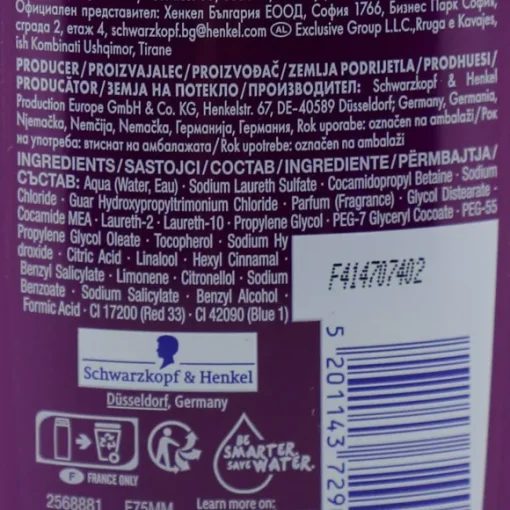 Официален представител: Хенкел България ЕООД, София 1766, Бизнес Парк София,
сграда 2, етаж 4, schwarzkopf.bg@henkel.com AL Exclusive Group L.L.C.,Rruga e Kavajes,
ish Kombinati Ushqimor, Tirane
PRODUCER/PROIZVAJALEC/PROIZVOĐAČ/ZEMLJA PODRIJETLA/PRODHUESI/
PRODUCĂTOR/ЗЕМЈА НА ПОТЕКЛО/ПРОИЗВОДИТЕЛ: Schwarzkopf & Henkel
Production Europe GmbH & Co. KG, Henkelstr. 67, DE-40589 Düsseldorf; Germany, Germania,
Njemačka, Nemčija, Nemačka, Германија, Германия, Rok uporabe: označen na ambalaži/Рок
на употреба: втиснат на амбалажата/Rok upotrebe: označen na ambalaži
INGREDIENTS/SASTOJCI/СОСТАВ/INGREDIENTE/PËRMBAJTJA/
СЪСТАВ: Aqua (Water, Eau) · Sodium Laureth Sulfate · Cocamidopropyl Betaine · Sodium
Chloride · Guar Hydroxypropyltrimonium Chloride · Parfum (Fragrance) · Glycol Distearate ·
Cocamide MEA · Laureth-2 · Laureth-10 · Propylene Glycol · PEG-7 Glyceryl Cocoate · PEG-55
Propylene Glycol Oleate · Tocopherol · Sodium Hy
droxide · Citric Acid · Linalool · Hexyl Cinnamal ·
Benzyl Salicylate · Limonene · Citronellol · Sodium
Benzoate · Sodium Salicylate · Benzyl Alcohol ·
Formic Acid · CI 17200 (Red 33) · CI 42090 (Blue 1)
F414707402
Schwarzkopf & Henkel
Düsseldorf, Germany
BE
SMARTER.
SAVE WATER.
F FRANCE ONLY
5 201143 729
2568881 F75MM Learn more on: